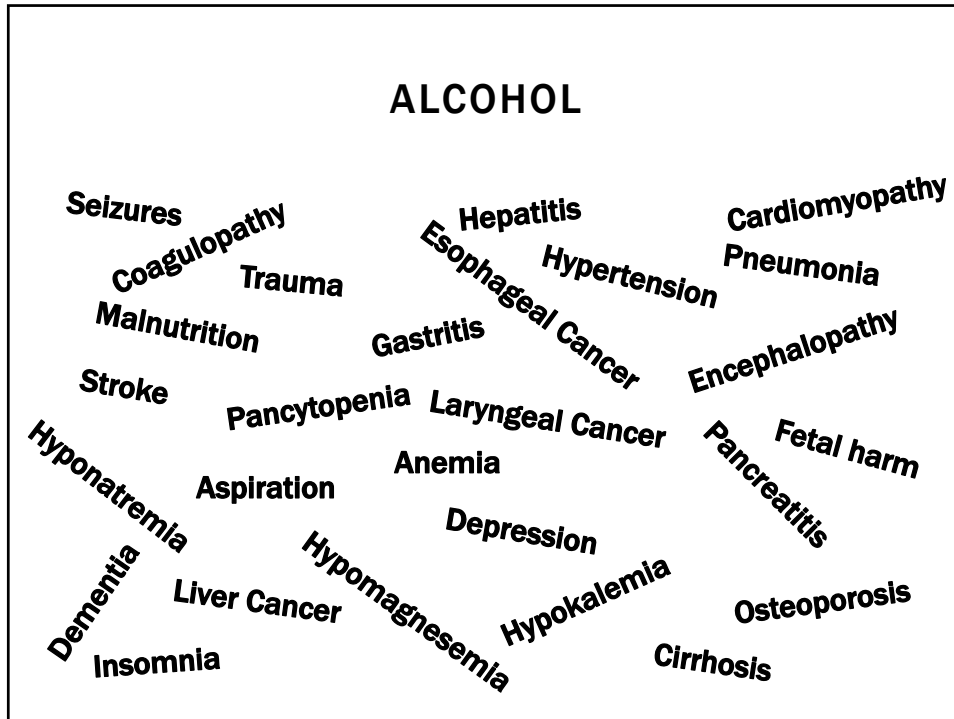 ALCOHOL
Seizures
Hepatitis
Cardiomyopathy
Coagulopathy
Esophageal Cancer
Trauma
Hypertension
Pneumonia
Malnutrition
Gastritis
Encephalopathy
Stroke
Pancytopenia
Laryngeal Cancer
Fetal harm
Hyponatremia
Aspiration
Anemia
Pancreatitis
Depression
Dementia
Liver Cancer
Hypomagnesemia
Hypokalemia
Osteoporosis
Insomnia
Cirrhosis